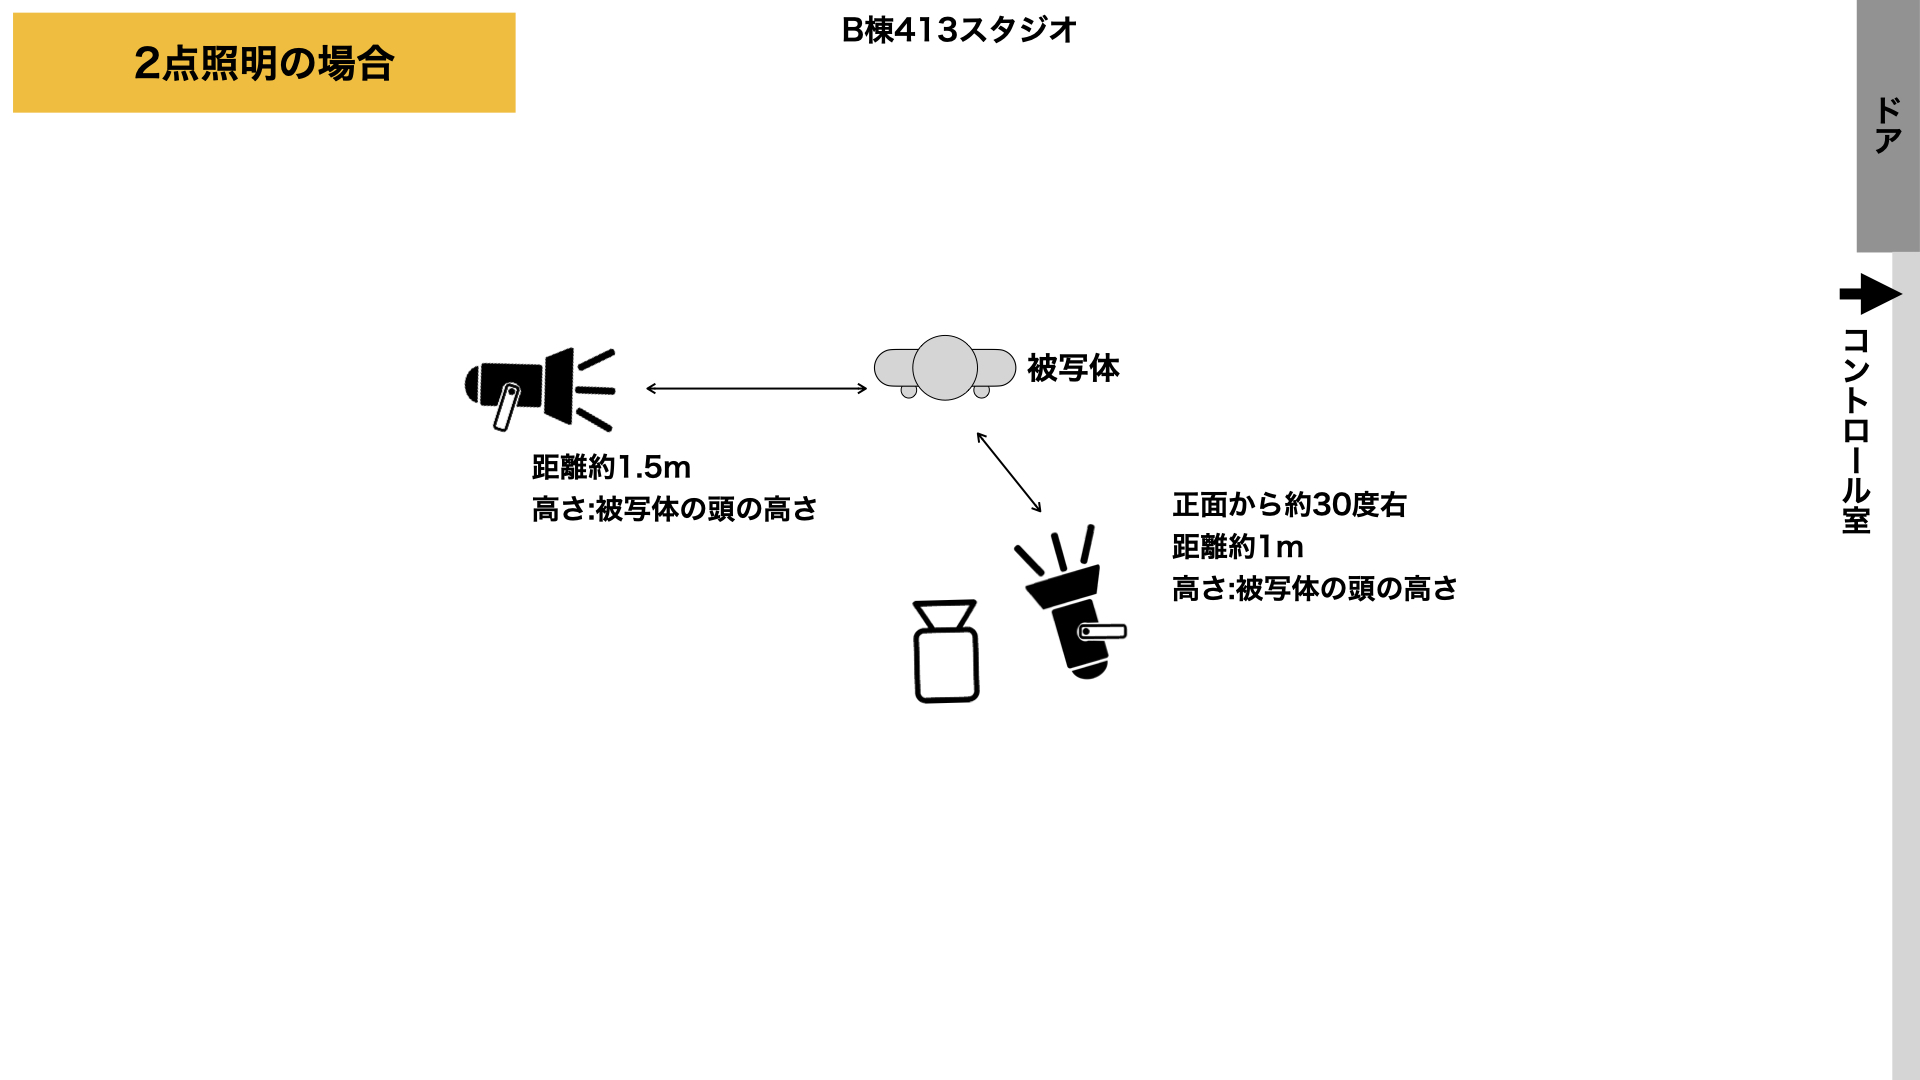 B棟413スタジオ
2点照明の場合
ドア
コントロール室
被写体
距離約1.5m
高さ:被写体の頭の高さ
正面から約30度右
距離約1m
高さ:被写体の頭の高さ